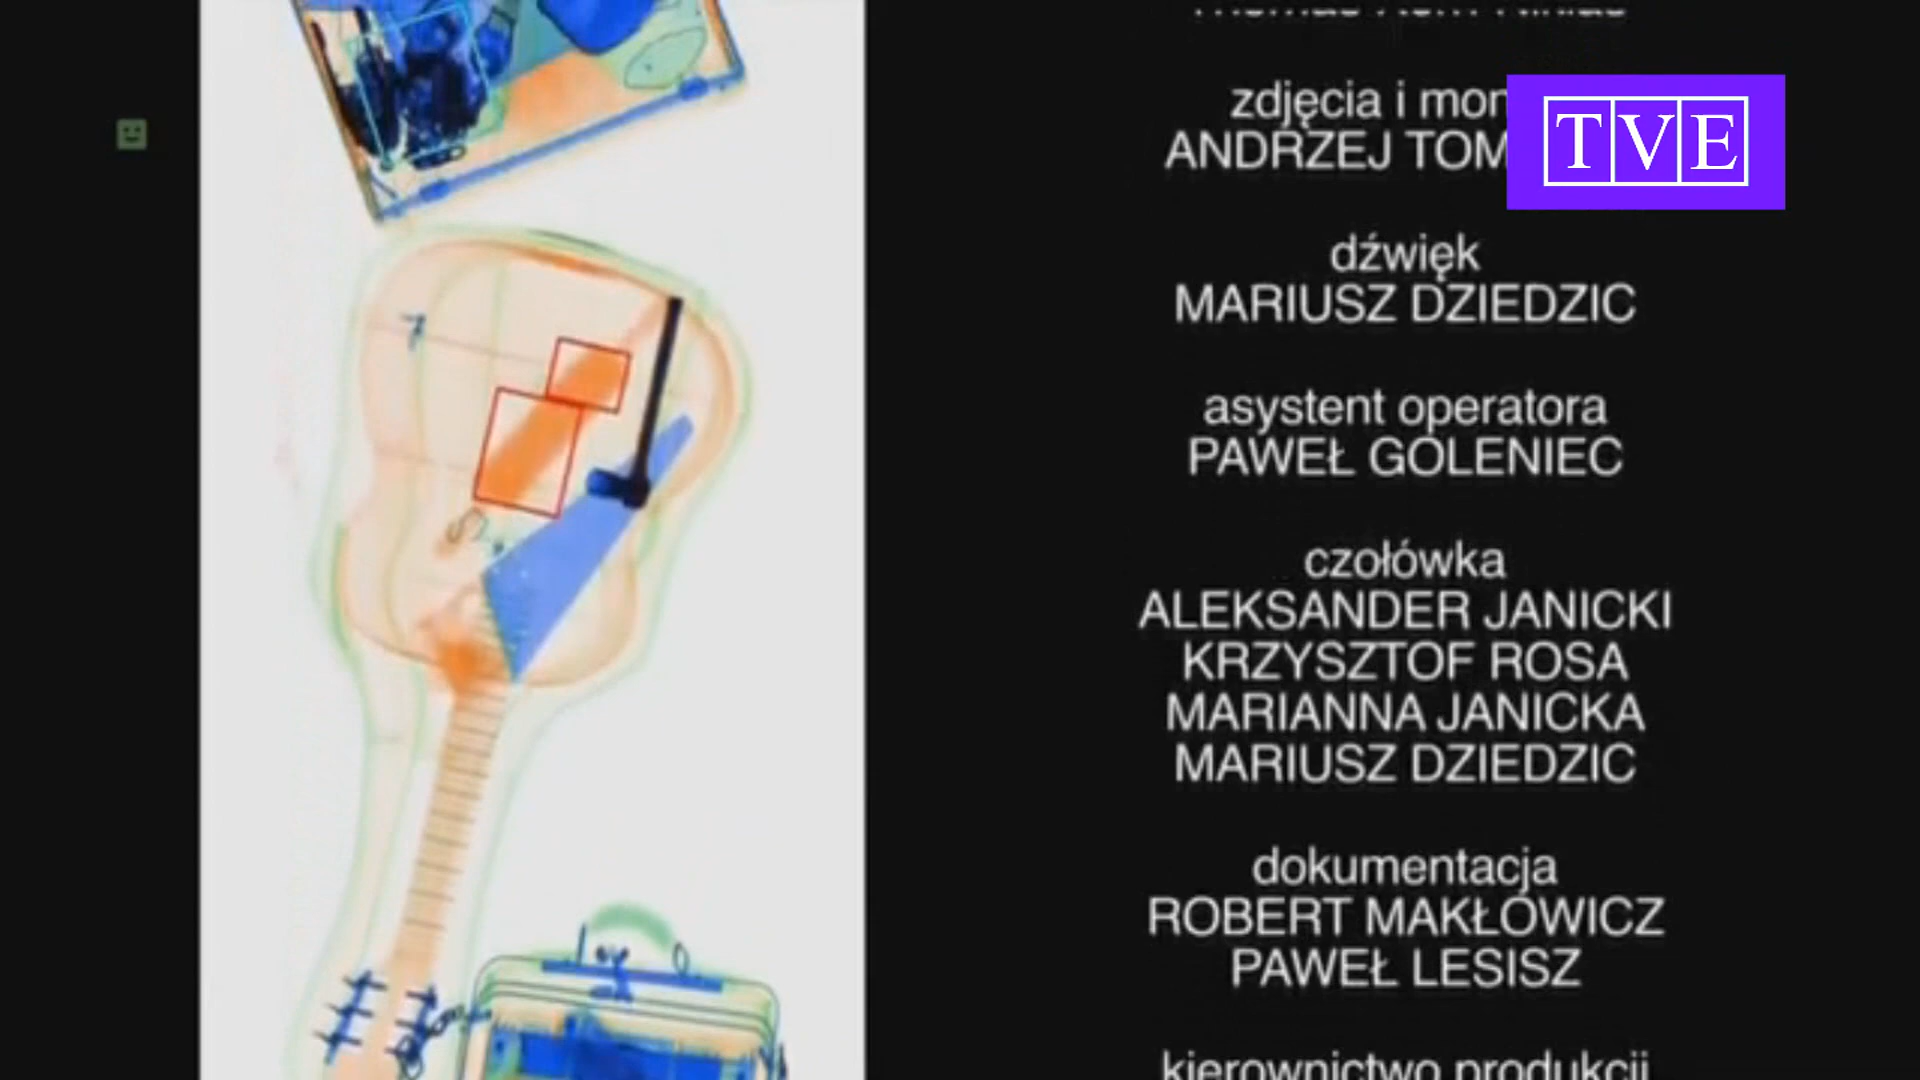 zdjęcia i mon
ANDRZEJ TOM
TVE
dźwięk
MARIUSZ DZIEDZIC
asystent operatora
PAWEŁ GOLENIEC
czołówka
ALEKSANDER JANICKI
KRZYSZTOF ROSA
MARIANNA JANICKA
MARIUSZ DZIEDZIC
dokumentacja
ROBERT MAKŁOWICZ
PAWEŁ LESISZ
kierownictwo produkcji